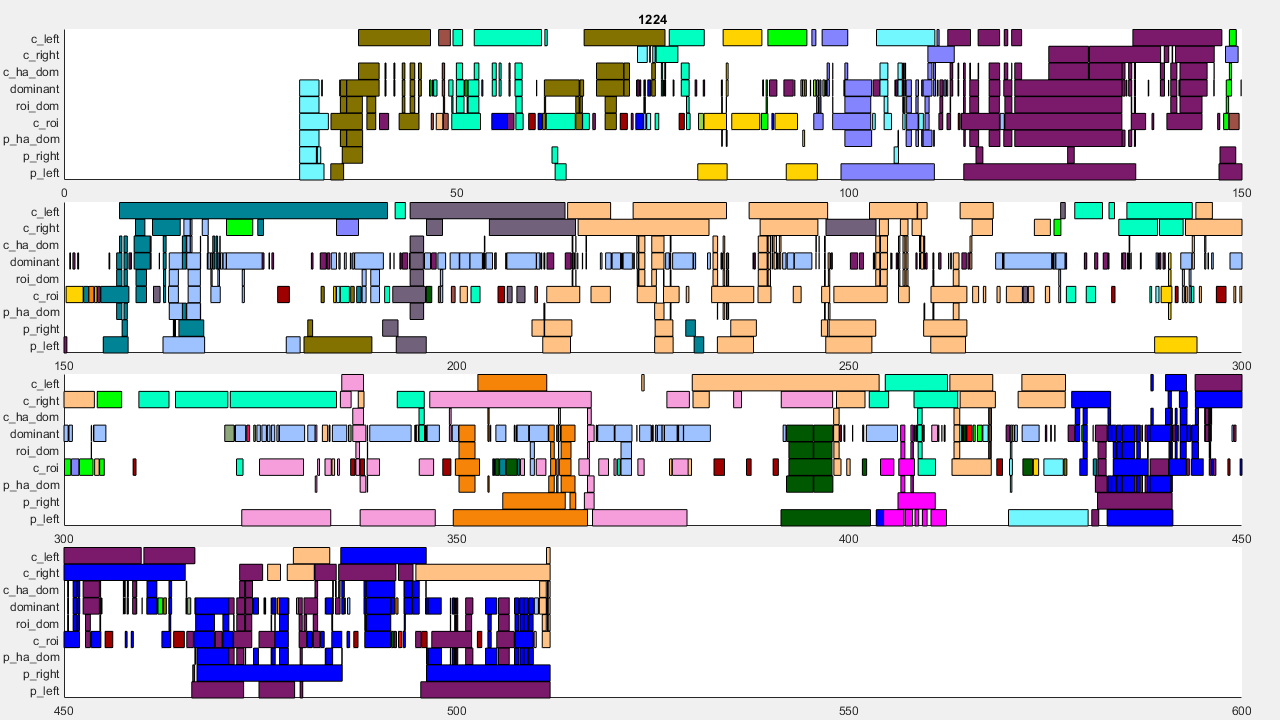 1224
c_left
c_right
c_ha_dom
dominant
roi_dom
c_roi
p_ha_dom
p_right
p_left
0 50 100 150
c_left
c_right
c_ha_dom
dominant
roi_dom
c_roi
p_ha_dom
p_right
p_left
150 200 250 300
c_left
c_right
c_ha_dom
dominant
roi_dom
c_roi
p_ha_dom
p_right
p_left
300 350 400 450
c_left
c_right
c_ha_dom
dominant
roi_dom
c_roi
p_ha_dom
p_right
p_left
450 500 550 600